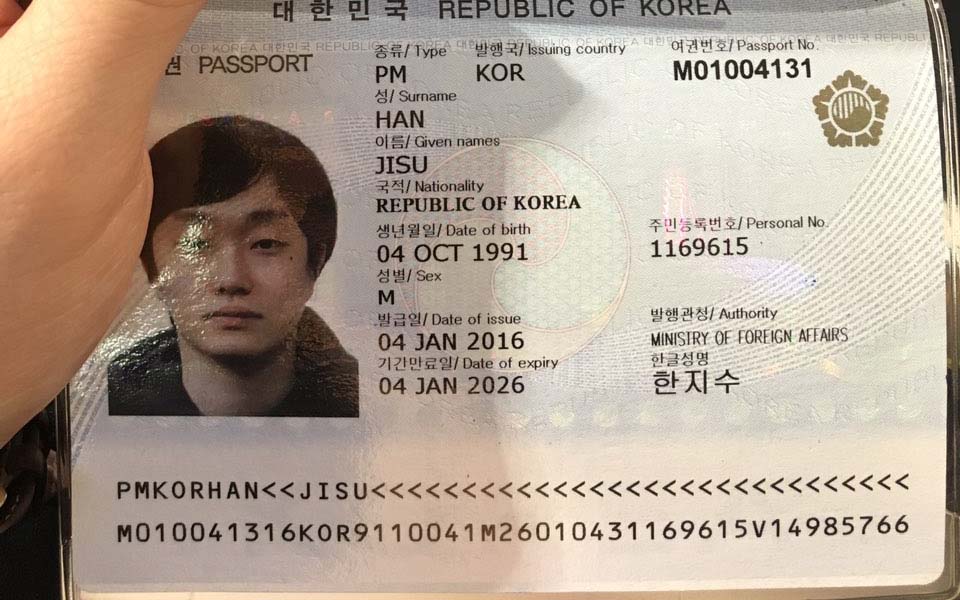 대한민국 REPUBLIC OF KOREA
권 PASSPORT
종류/ Type 발행국/ Issuing country 여권번호/ Passport No.
PM KOR M01004131
성/ Surname
HAN
이름/ Given names
JISU
국적/ Nationality
REPUBLIC OF KOREA
생년월일/ Date of birth 주민등록번호/ Personal No.
04 OCT 1991 1169615
성별/ Sex
M
발급일/ Date of issue 발행관청/ Authority
04 JAN 2016 MINISTRY OF FOREIGN AFFAIRS
기간만료일/ Date of expiry 한글성명
04 JAN 2026 한지수
PMKORHAN<<JISU<<<<<<<<<<<<<<<<<<<<<<<<<<<<<<
M010041316KOR9110041M26010431169615V14985766